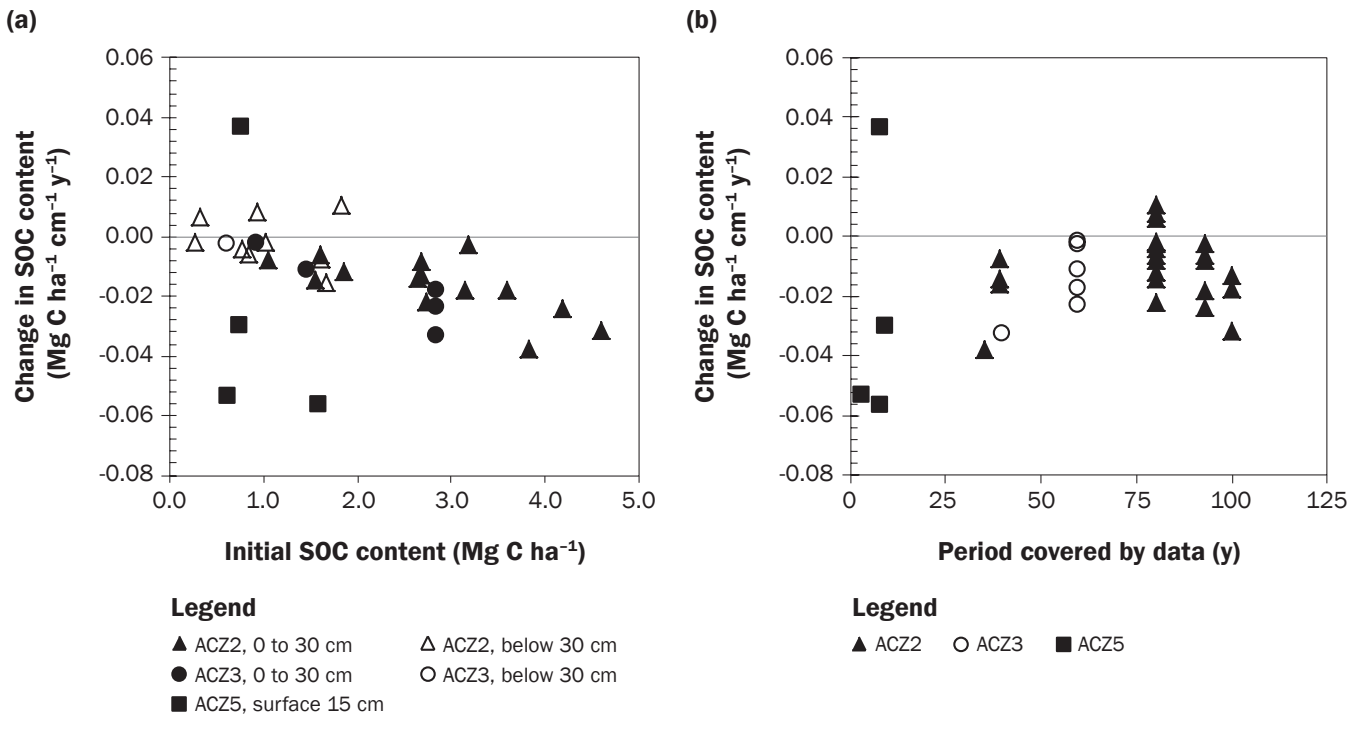 (a)
Change in SOC content
(Mg C ha⁻¹ cm⁻¹ y⁻¹)
0.06
0.04
0.02
0.00
-0.02
-0.04
-0.06
-0.08
0.0 1.0 2.0 3.0 4.0 5.0
Initial SOC content (Mg C ha⁻¹)
Legend
ACZ2, 0 to 30 cm ACZ2, below 30 cm
ACZ3, 0 to 30 cm ACZ3, below 30 cm
ACZ5, surface 15 cm
(b)
Change in SOC content
(Mg C ha⁻¹ cm⁻¹ y⁻¹)
0.06
0.04
0.02
0.00
-0.02
-0.04
-0.06
-0.08
0 25 50 75 100 125
Period covered by data (y)
Legend
ACZ2 ACZ3 ACZ5